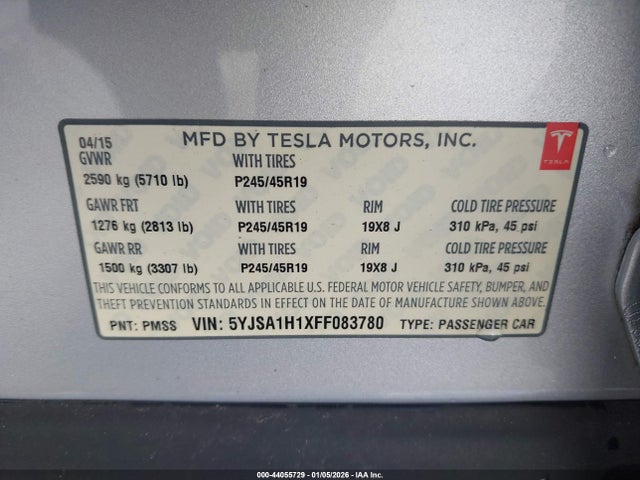 04/15 MFD BY TESLA MOTORS, INC.
GVWR WITH TIRES
2590 kg (5710 lb) P245/45R19
TESLA
GAWR FRT WITH TIRES RIM COLD TIRE PRESSURE
1276 kg (2813 lb) P245/45R19 19X8 J 310 kPa, 45 psi
GAWR RR WITH TIRES RIM COLD TIRE PRESSURE
1500 kg (3307 lb) P245/45R19 19X8 J 310 kPa, 45 psi
THIS VEHICLE CONFORMS TO ALL APPLICABLE U.S. FEDERAL MOTOR VEHICLE SAFETY, BUMPER, AND
THEFT PREVENTION STANDARDS IN EFFECT ON THE DATE OF MANUFACTURE SHOWN ABOVE.
PNT: PMSS VIN: 5YJSA1H1XFF083780 TYPE: PASSENGER CAR
000-44055729 - 01/05/2026 - IAA Inc.